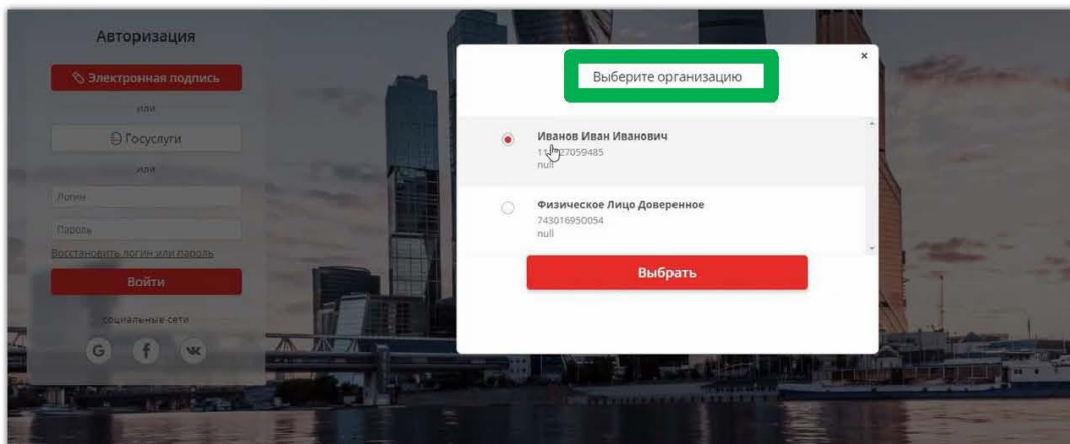 Авторизация
Электронная подпись
или
Госуслуги
или
Логин
Пароль
Восстановить логин или пароль
Войти
социальные сети
G f
Выберите организацию
×
Иванов Иван Иванович
null
Физическое Лицо Доверенное
743016950054
null
Выбрать